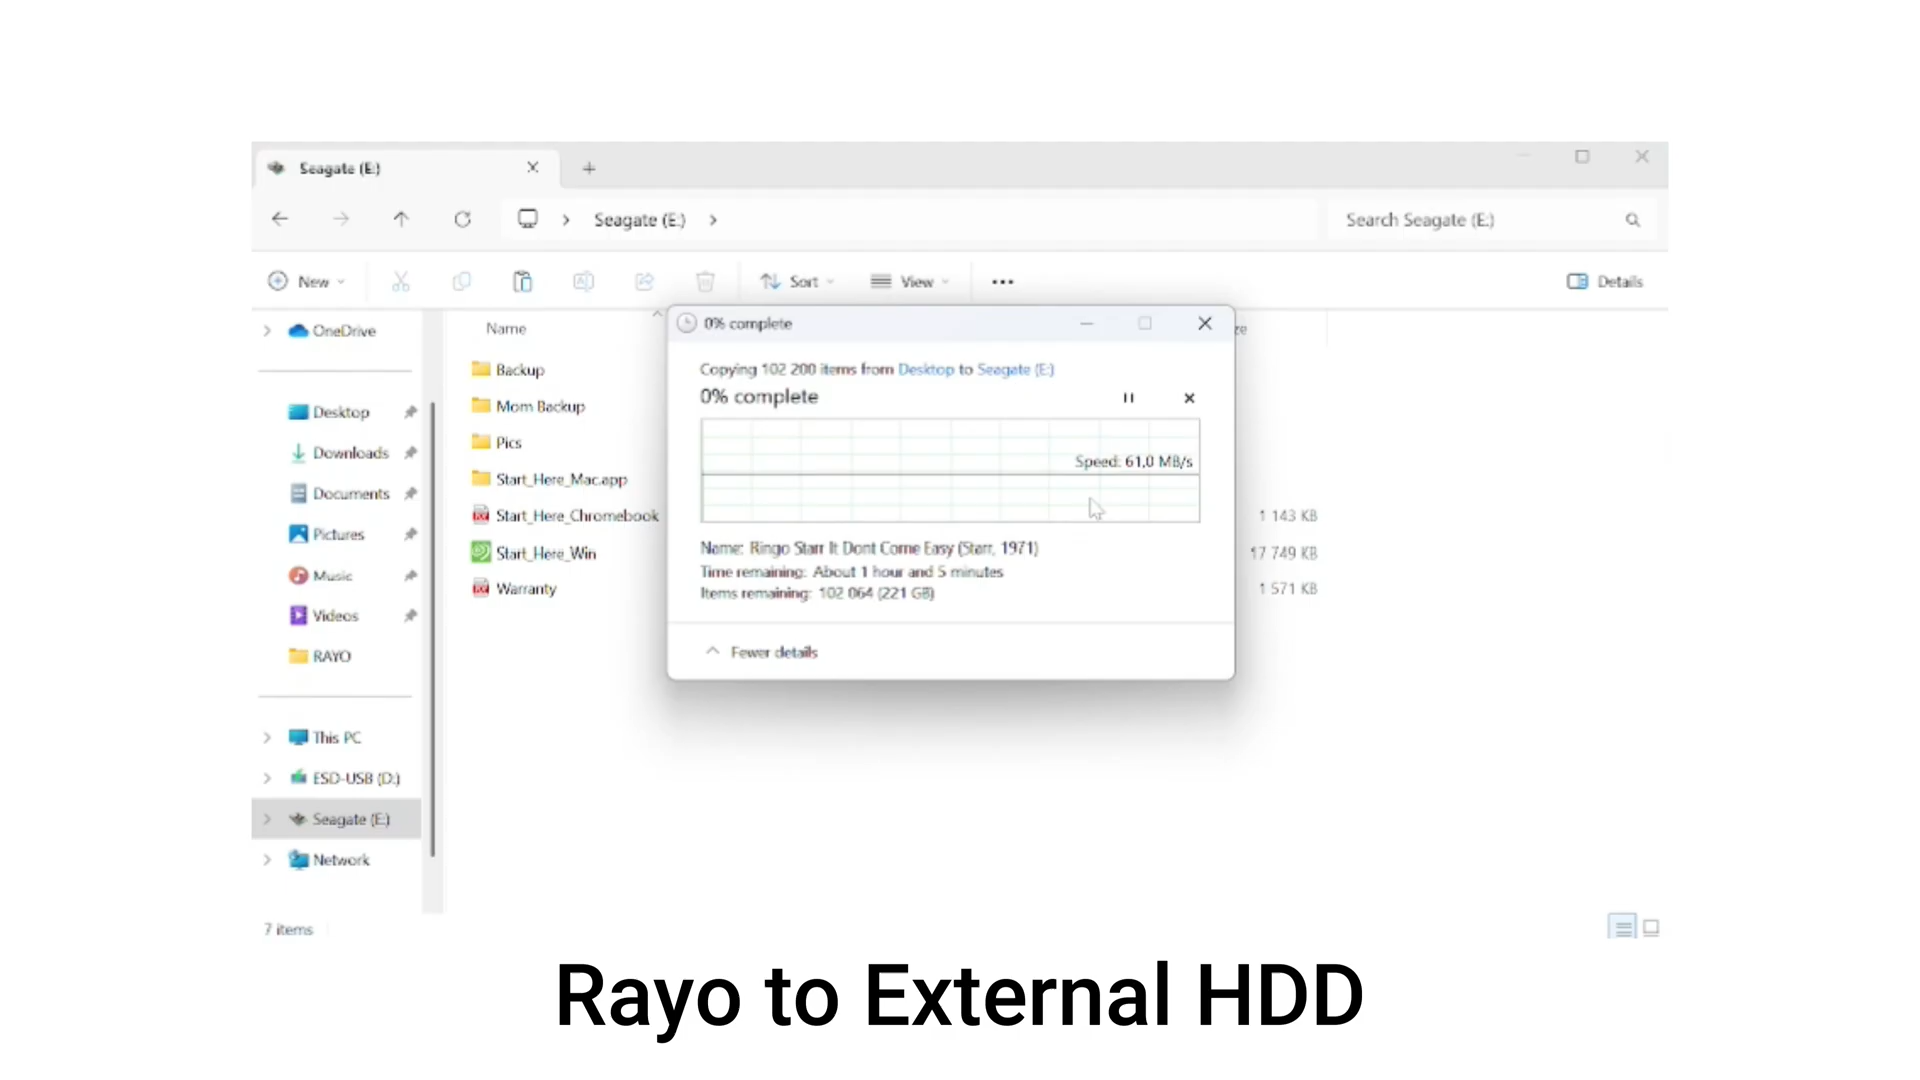 Seagate (E:)
Seagate (E:)
Search Seagate (E:)
New
Sort
View
Details
OneDrive
Desktop
Downloads
Documents
Pictures
Music
Videos
RAYO
This PC
ESD-USB (D:)
Seagate (E:)
Network
Name
Backup
Mom Backup
Pics
Start_Here_Mac.app
Start_Here_Chromebook
Start_Here_Win
Warranty
1 143 KB
17 749 KB
1 571 KB
0% complete
Copying 102 200 items from Desktop to Seagate (E:)
0% complete
Speed: 61,0 MB/s
Name: Ringo Starr It Dont Come Easy (Starr, 1971)
Time remaining: About 1 hour and 5 minutes
Items remaining: 102 064 (221 GB)
Fewer details
7 items
Rayo to External HDD